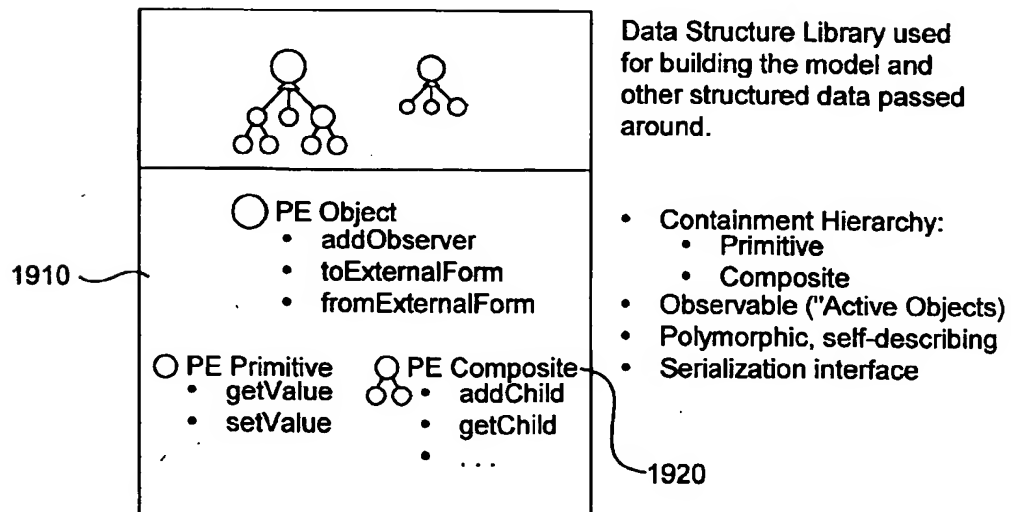 Data Structure Library used
for building the model and
other structured data passed
around.
PE Object
• addObserver
• toExternalForm
• fromExternalForm
1910
PE Primitive
• getValue
• setValue
PE Composite
• addChild
• getChild
• . . .
1920
• Containment Hierarchy:
• Primitive
• Composite
• Observable ("Active Objects)
• Polymorphic, self-describing
• Serialization interface